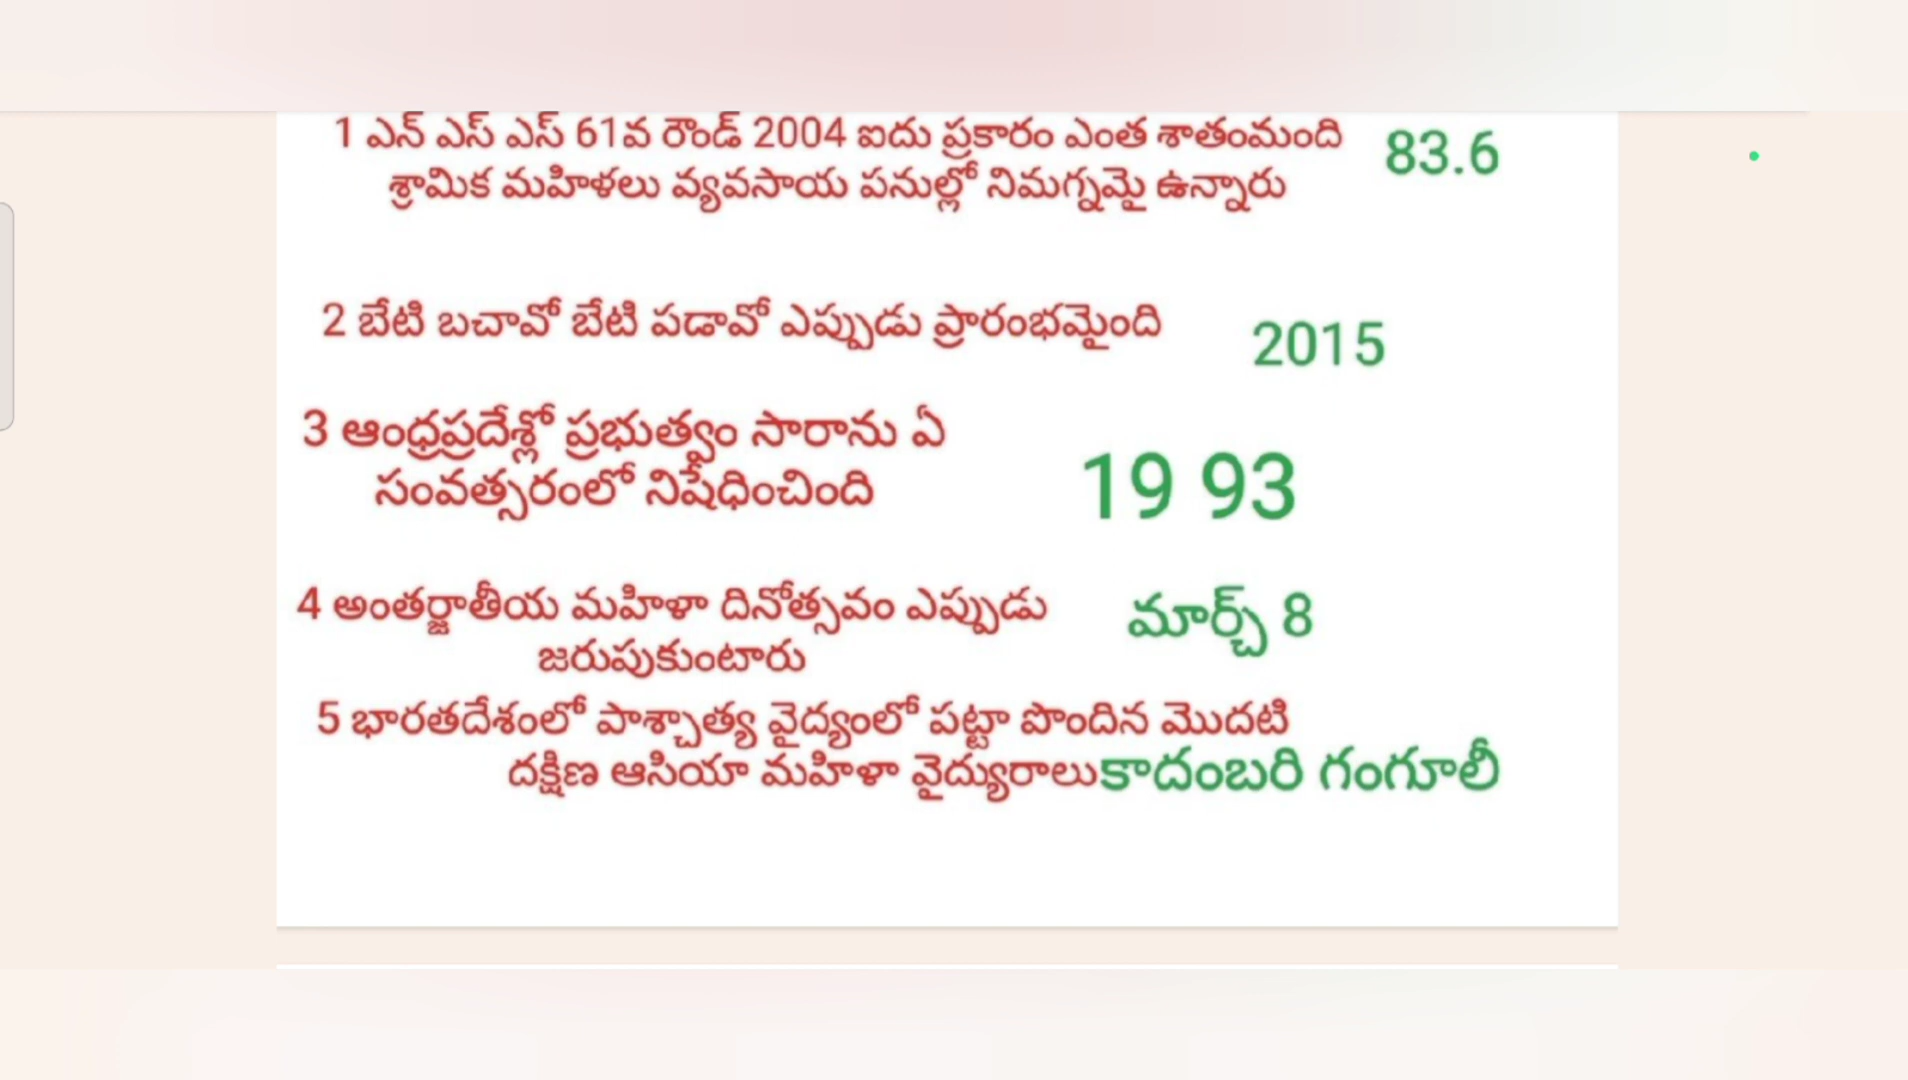 1 ఎన్ ఎస్ ఎస్ 61వ రౌండ్ 2004 ఐదు ప్రకారం ఎంత శాతంమంది 83.6
శ్రామిక మహిళలు వ్యవసాయ పనుల్లో నిమగ్నమై ఉన్నారు
2 బేటి బచావో బేటి పడావో ఎప్పుడు ప్రారంభమైంది 2015
3 ఆంధ్రప్రదేశ్లో ప్రభుత్వం సారాను ఏ
సంవత్సరంలో నిషేధించింది 19 93
4 అంతర్జాతీయ మహిళా దినోత్సవం ఎప్పుడు మార్చ్ 8
జరుపుకుంటారు
5 భారతదేశంలో పాశ్చాత్య వైద్యంలో పట్టా పొందిన మొదటి
దక్షిణ ఆసియా మహిళా వైద్యురాలు కాదంబరి గంగూలీ